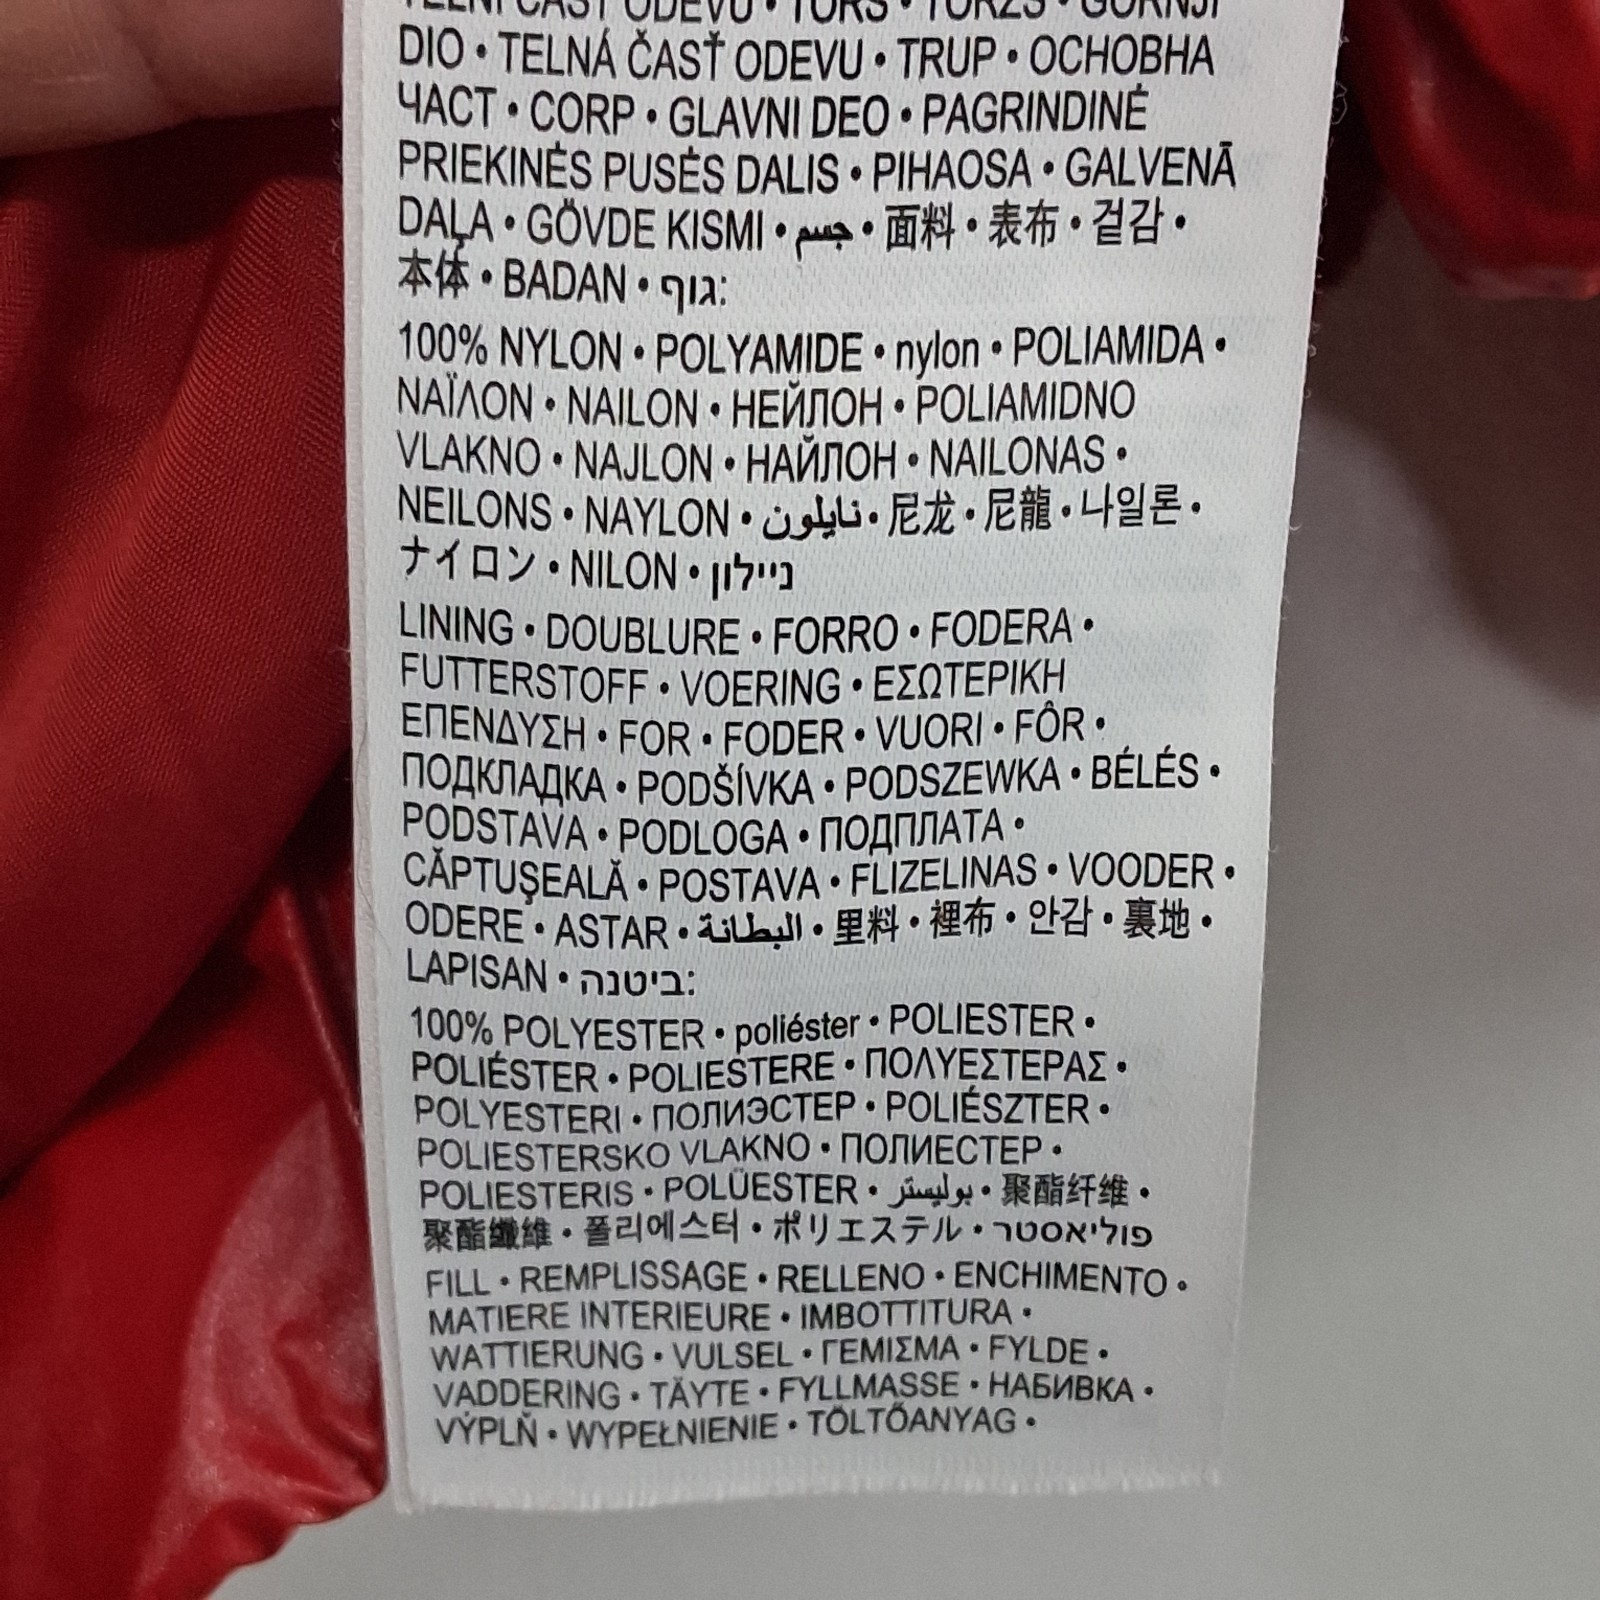 TELNÍ ČÁST ODĚVU • TORS • TORZS • GORNJI
DIO • TELNÁ ČASŤ ODEVU • TRUP • ОСНОВНА
ЧАСТ • CORP • GLAVNI DEO • PAGRINDINĖ
PRIEKINĖS PUSĖS DALIS • PIHAOSA • GALVENĀ
DAĻA • GÖVDE KISMI • جسم • 面料 • 表布 • 겉감 •
本体 • BADAN • גוף:
100% NYLON • POLYAMIDE • nylon • POLIAMIDA •
ΝΑΪΛΟΝ • NAILON • НЕЙЛОН • POLIAMIDNO
VLAKNO • NAJLON • НАЙЛОН • NAILONAS •
NEILONS • NAYLON • نايلون • 尼龙 • 尼龍 • 나일론 •
ナイロン • NILON • ניילון
LINING • DOUBLURE • FORRO • FODERA •
FUTTERSTOFF • VOERING • ΕΣΩΤΕΡΙΚΗ
ΕΠΕΝΔΥΣΗ • FOR • FODER • VUORI • FÔR •
ПОДКЛАДКА • PODŠÍVKA • PODSZEWKA • BÉLÉS •
PODSTAVA • PODLOGA • ПОДПЛАТА •
CĂPTUŞEALĂ • POSTAVA • FLIZELINAS • VOODER •
ODERE • ASTAR • البطانة • 里料 • 裡布 • 안감 • 裏地 •
LAPISAN • ביטנה:
100% POLYESTER • poliéster • POLIESTER •
POLIÉSTER • POLIESTERE • ΠΟΛΥΕΣΤΕΡΑΣ •
POLYESTERI • ПОЛИЭСТЕР • POLIÉSZTER •
POLIESTERSKO VLAKNO • ПОЛИЕСТЕР •
POLIESTERIS • POLÜESTER • بوليستر • 聚酯纤维 •
聚酯纖維 • 폴리에스터 • ポリエステル • פוליאסטר
FILL • REMPLISSAGE • RELLENO • ENCHIMENTO •
MATIERE INTERIEURE • IMBOTTITURA •
WATTIERUNG • VULSEL • ΓΕΜΙΣΜΑ • FYLDE •
VADDERING • TÄYTE • FYLLMASSE • НАБИВКА •
VÝPLŇ • WYPEŁNIENIE • TÖLTŐANYAG •